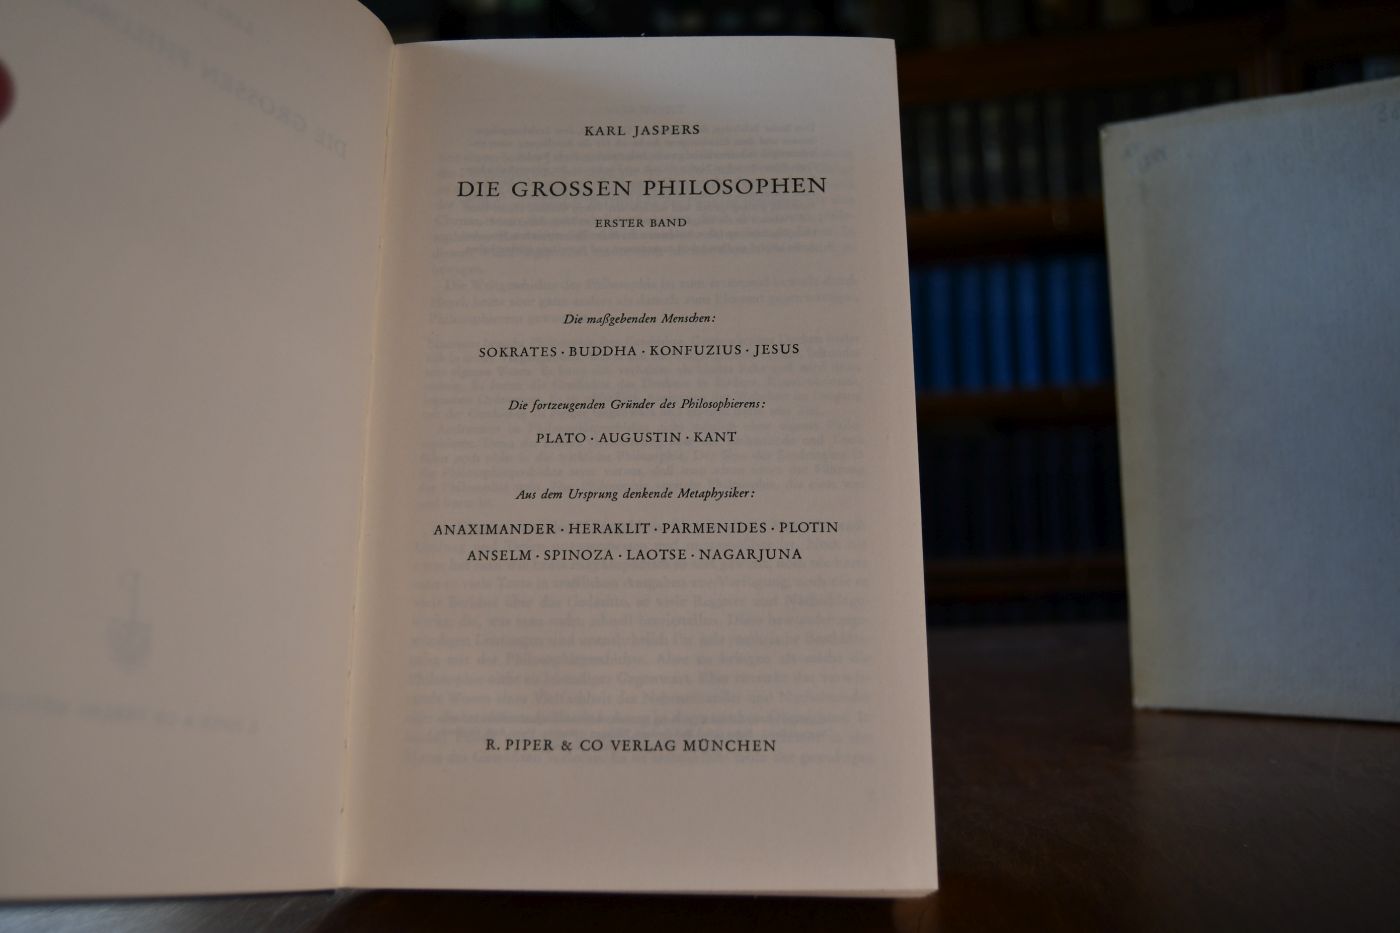 KARL JASPERS
DIE GROSSEN PHILOSOPHEN
ERSTER BAND
Die maßgebenden Menschen:
SOKRATES · BUDDHA · KONFUZIUS · JESUS
Die fortzeugenden Gründer des Philosophierens:
PLATO · AUGUSTIN · KANT
Aus dem Ursprung denkende Metaphysiker:
ANAXIMANDER · HERAKLIT · PARMENIDES · PLOTIN
ANSELM · SPINOZA · LAOTSE · NAGARJUNA
R. PIPER & CO VERLAG MÜNCHEN